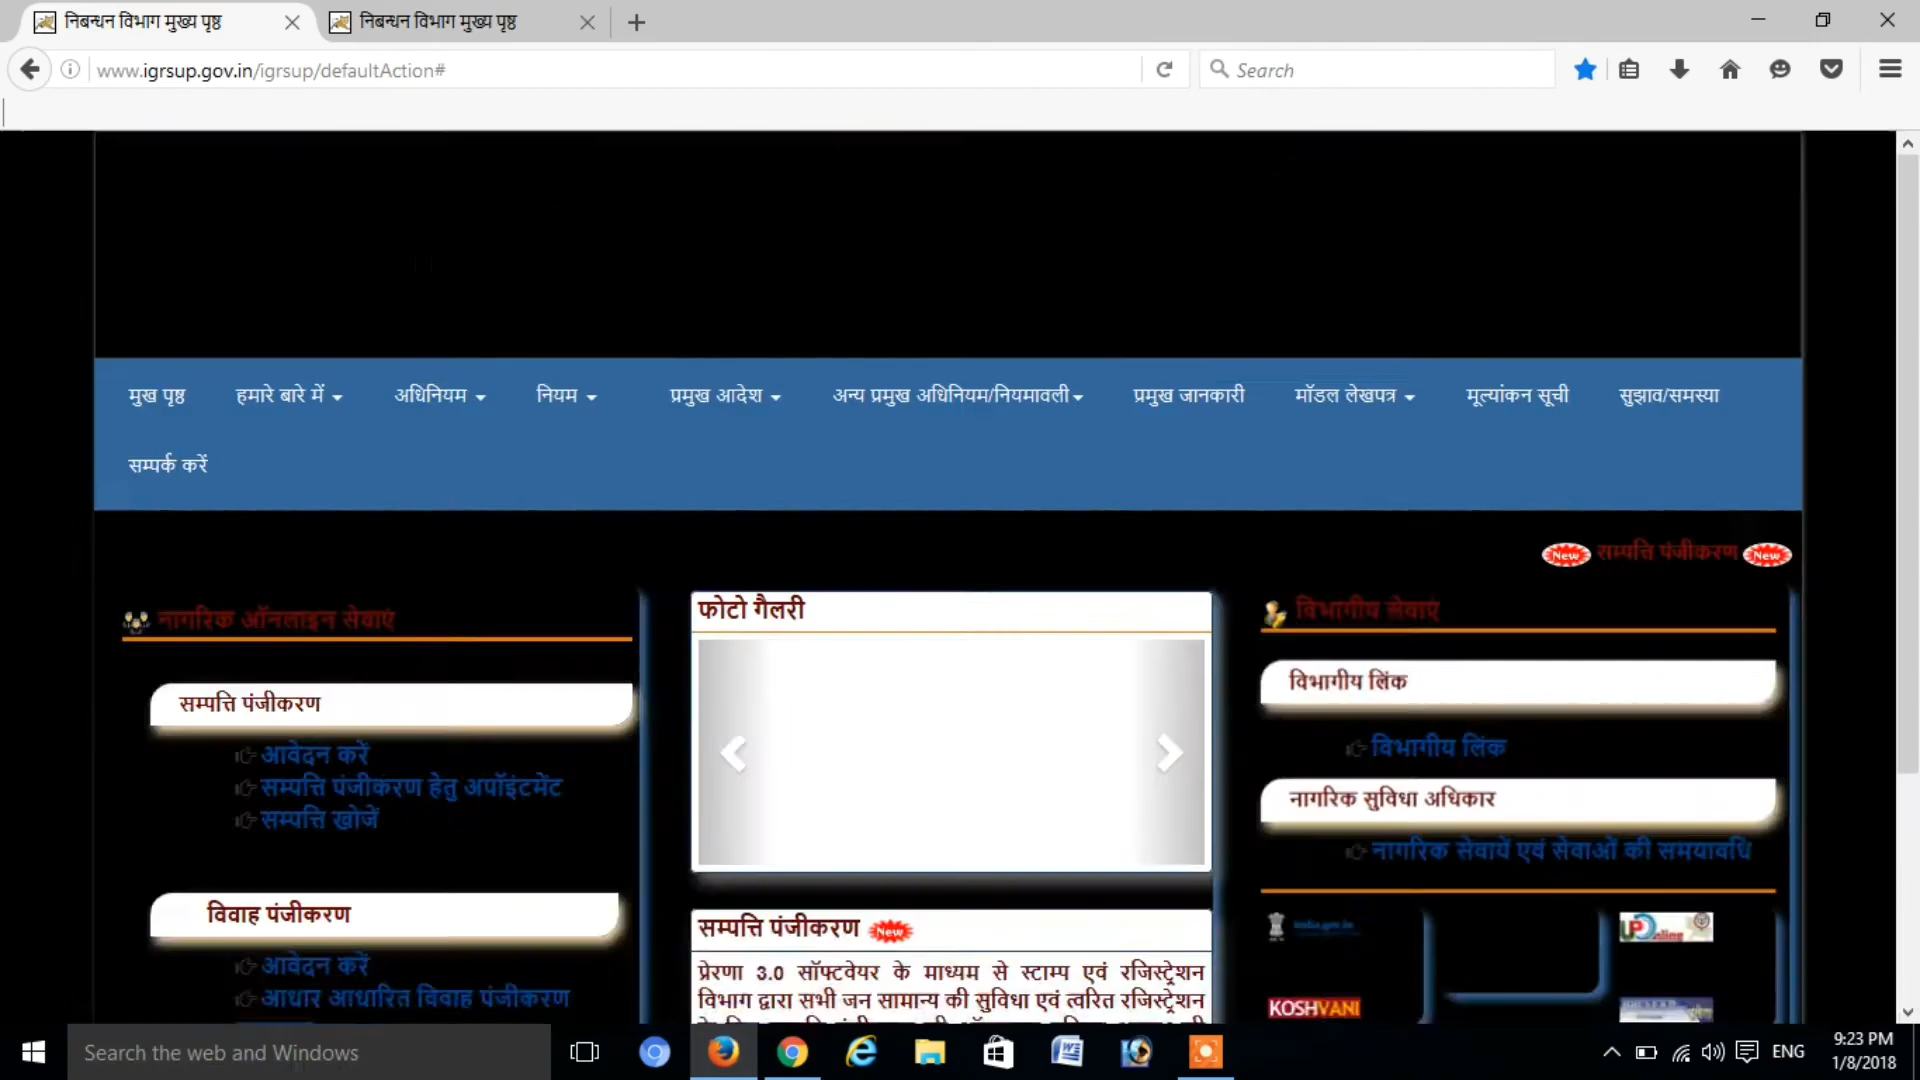 निबन्धन विभाग मुख्य पृष्ठ
निबन्धन विभाग मुख्य पृष्ठ
www.igrsup.gov.in/igrsup/defaultAction#
Search
मुख पृष्ठ
हमारे बारे में
अधिनियम
नियम
प्रमुख आदेश
अन्य प्रमुख अधिनियम/नियमावली
प्रमुख जानकारी
मॉडल लेखपत्र
मूल्यांकन सूची
सुझाव/समस्या
सम्पर्क करें
New सम्पत्ति पंजीकरण New
नागरिक ऑनलाइन सेवाएं
सम्पत्ति पंजीकरण
आवेदन करें
सम्पत्ति पंजीकरण हेतु अपॉइंटमेंट
सम्पत्ति खोजें
विवाह पंजीकरण
आवेदन करें
आधार आधारित विवाह पंजीकरण
फोटो गैलरी
सम्पत्ति पंजीकरण New
प्रेरणा 3.0 सॉफ्टवेयर के माध्यम से स्टाम्प एवं रजिस्ट्रेशन
विभाग द्वारा सभी जन सामान्य की सुविधा एवं त्वरित रजिस्ट्रेशन
विभागीय सेवाएं
विभागीय लिंक
विभागीय लिंक
नागरिक सुविधा अधिकार
नागरिक सेवायें एवं सेवाओं की समयावधि
india.gov.in
UPOnline
KOSHVANI
Search the web and Windows
ENG
9:23 PM
1/8/2018